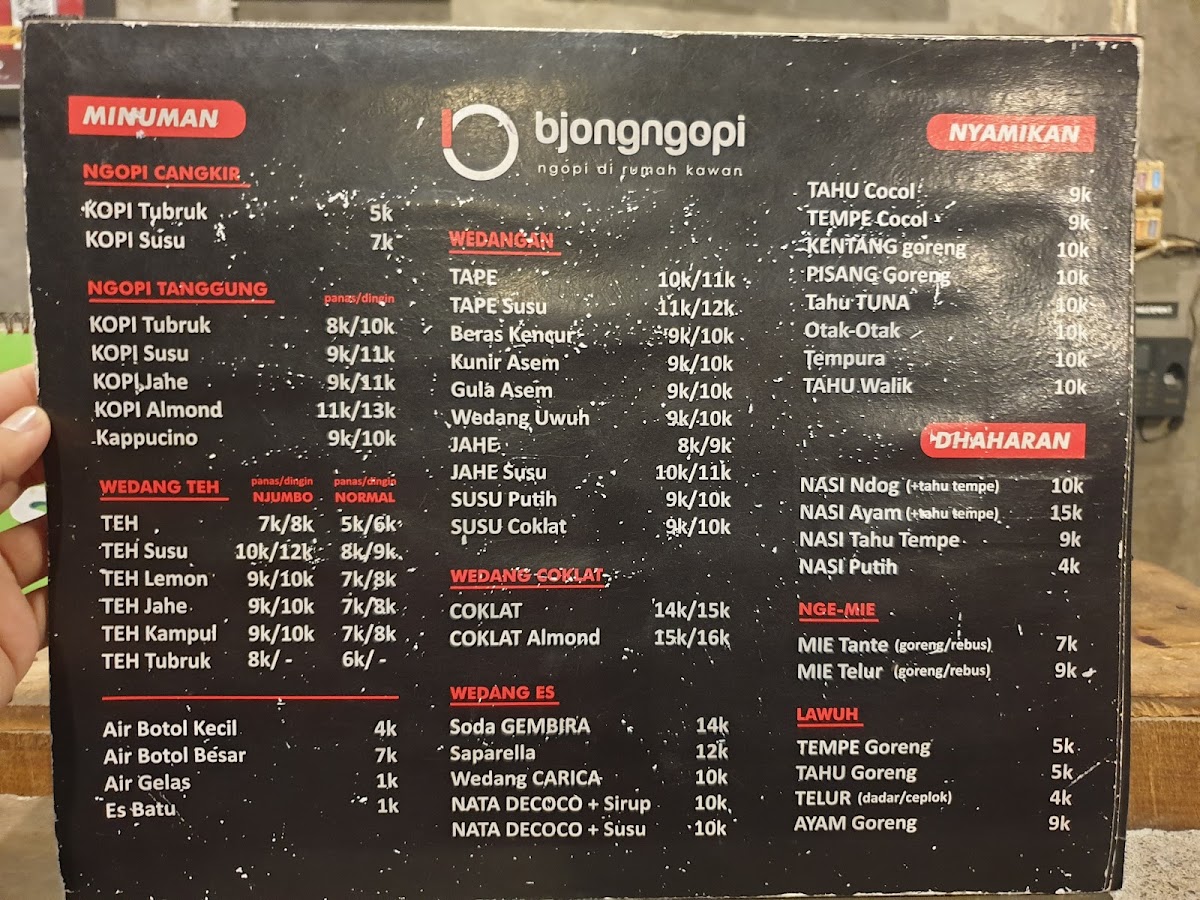 MINUMAN
NGOPI CANGKIR
KOPI Tubruk 5k
KOPI Susu 7k
NGOPI TANGGUNG panas/dingin
KOPI Tubruk 8k/10k
KOPI Susu 9k/11k
KOPI Jahe 9k/11k
KOPI Almond 11k/13k
Kappucino 9k/10k
panas/dingin panas/dingin
WEDANG TEH NJUMBO NORMAL
TEH 7k/8k 5k/6k
TEH Susu 10k/12k 8k/9k
TEH Lemon 9k/10k 7k/8k
TEH Jahe 9k/10k 7k/8k
TEH Kampul 9k/10k 7k/8k
TEH Tubruk 8k/ - 6k/ -
Air Botol Kecil 4k
Air Botol Besar 7k
Air Gelas 1k
Es Batu 1k
bjongngopi
ngopi di rumah kawan
WEDANGAN
TAPE 10k/11k
TAPE Susu 11k/12k
Beras Kencur 9k/10k
Kunir Asem 9k/10k
Gula Asem 9k/10k
Wedang Uwuh 9k/10k
JAHE 8k/9k
JAHE Susu 10k/11k
SUSU Putih 9k/10k
SUSU Coklat 9k/10k
WEDANG COKLAT
COKLAT 14k/15k
COKLAT Almond 15k/16k
WEDANG ES
Soda GEMBIRA 14k
Saparella 12k
Wedang CARICA 10k
NATA DECOCO + Sirup 10k
NATA DECOCO + Susu 10k
NYAMIKAN
TAHU Cocol 9k
TEMPE Cocol 9k
KENTANG goreng 10k
PISANG Goreng 10k
Tahu TUNA 10k
Otak-Otak 10k
Tempura 10k
TAHU Walik 10k
DHAHARAN
NASI Ndog (+tahu tempe) 10k
NASI Ayam (+tahu tempe) 15k
NASI Tahu Tempe 9k
NASI Putih 4k
NGE-MIE
MIE Tante (goreng/rebus) 7k
MIE Telur (goreng/rebus) 9k
LAWUH
TEMPE Goreng 5k
TAHU Goreng 5k
TELUR (dadar/ceplok) 4k
AYAM Goreng 9k